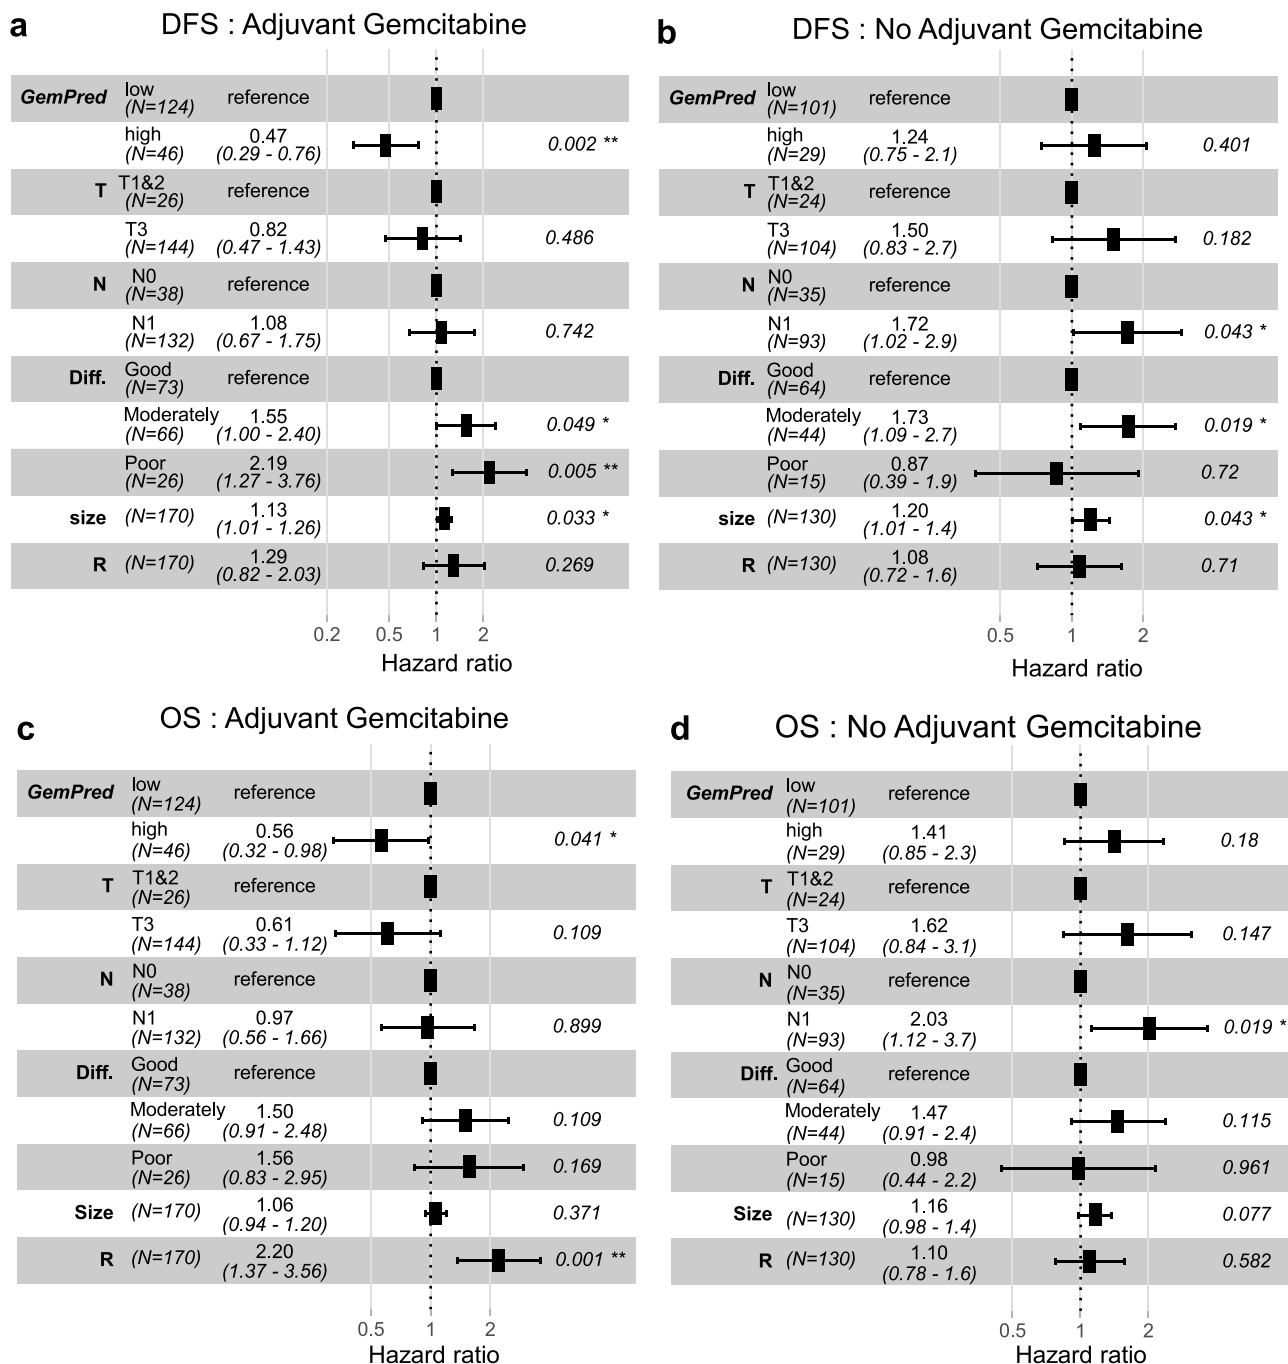 a
DFS : Adjuvant Gemcitabine
GemPred low reference
(N=124)
high 0.47 0.002 **
(N=46) (0.29 - 0.76)
T T1&2 reference
(N=26)
T3 0.82 0.486
(N=144) (0.47 - 1.43)
N N0 reference
(N=38)
N1 1.08 0.742
(N=132) (0.67 - 1.75)
Diff. Good reference
(N=73)
Moderately 1.55 0.049 *
(N=66) (1.00 - 2.40)
Poor 2.19 0.005 **
(N=26) (1.27 - 3.76)
size (N=170) 1.13 0.033 *
(1.01 - 1.26)
R (N=170) 1.29 0.269
(0.82 - 2.03)
0.2 0.5 1 2
Hazard ratio
b
DFS : No Adjuvant Gemcitabine
GemPred low reference
(N=101)
high 1.24 0.401
(N=29) (0.75 - 2.1)
T T1&2 reference
(N=24)
T3 1.50 0.182
(N=104) (0.83 - 2.7)
N N0 reference
(N=35)
N1 1.72 0.043 *
(N=93) (1.02 - 2.9)
Diff. Good reference
(N=64)
Moderately 1.73 0.019 *
(N=44) (1.09 - 2.7)
Poor 0.87 0.72
(N=15) (0.39 - 1.9)
size (N=130) 1.20 0.043 *
(1.01 - 1.4)
R (N=130) 1.08 0.71
(0.72 - 1.6)
0.5 1 2
Hazard ratio
c
OS : Adjuvant Gemcitabine
GemPred low reference
(N=124)
high 0.56 0.041 *
(N=46) (0.32 - 0.98)
T T1&2 reference
(N=26)
T3 0.61 0.109
(N=144) (0.33 - 1.12)
N N0 reference
(N=38)
N1 0.97 0.899
(N=132) (0.56 - 1.66)
Diff. Good reference
(N=73)
Moderately 1.50 0.109
(N=66) (0.91 - 2.48)
Poor 1.56 0.169
(N=26) (0.83 - 2.95)
Size (N=170) 1.06 0.371
(0.94 - 1.20)
R (N=170) 2.20 0.001 **
(1.37 - 3.56)
0.5 1 2
Hazard ratio
d
OS : No Adjuvant Gemcitabine
GemPred low reference
(N=101)
high 1.41 0.18
(N=29) (0.85 - 2.3)
T T1&2 reference
(N=24)
T3 1.62 0.147
(N=104) (0.84 - 3.1)
N N0 reference
(N=35)
N1 2.03 0.019 *
(N=93) (1.12 - 3.7)
Diff. Good reference
(N=64)
Moderately 1.47 0.115
(N=44) (0.91 - 2.4)
Poor 0.98 0.961
(N=15) (0.44 - 2.2)
Size (N=130) 1.16 0.077
(0.98 - 1.4)
R (N=130) 1.10 0.582
(0.78 - 1.6)
0.5 1 2
Hazard ratio